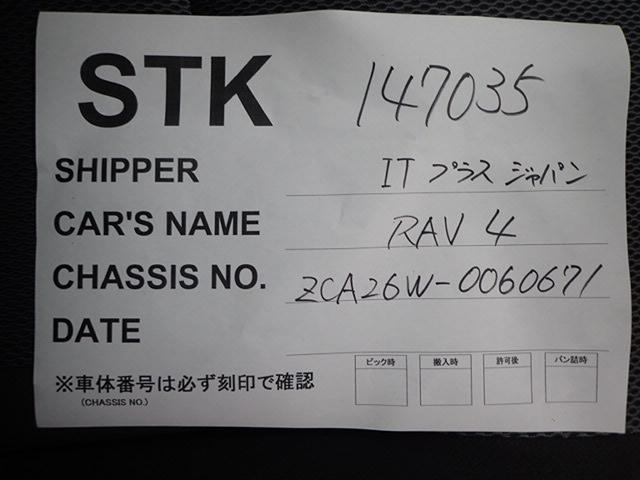 STK 147035
SHIPPER ITプラスジャパン
CAR'S NAME RAV 4
CHASSIS NO. ZCA26W-0060671
DATE
ピック時 搬入時 許可後 バン詰時
※車体番号は必ず刻印で確認
(CHASSIS NO.)